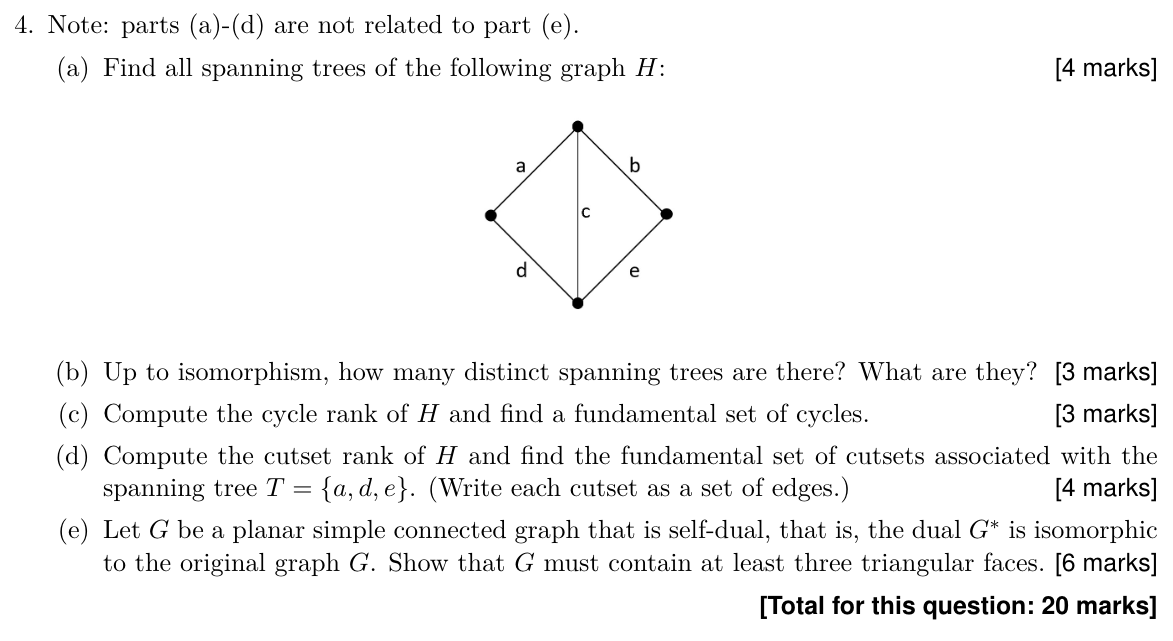 4. Note: parts (a)-(d) are not related to part (e).
(a) Find all spanning trees of the following graph H: [4 marks]
a
b
c
d
e
(b) Up to isomorphism, how many distinct spanning trees are there? What are they? [3 marks]
(c) Compute the cycle rank of H and find a fundamental set of cycles. [3 marks]
(d) Compute the cutset rank of H and find the fundamental set of cutsets associated with the
spanning tree T = {a, d, e}. (Write each cutset as a set of edges.) [4 marks]
(e) Let G be a planar simple connected graph that is self-dual, that is, the dual G* is isomorphic
to the original graph G. Show that G must contain at least three triangular faces. [6 marks]
[Total for this question: 20 marks]